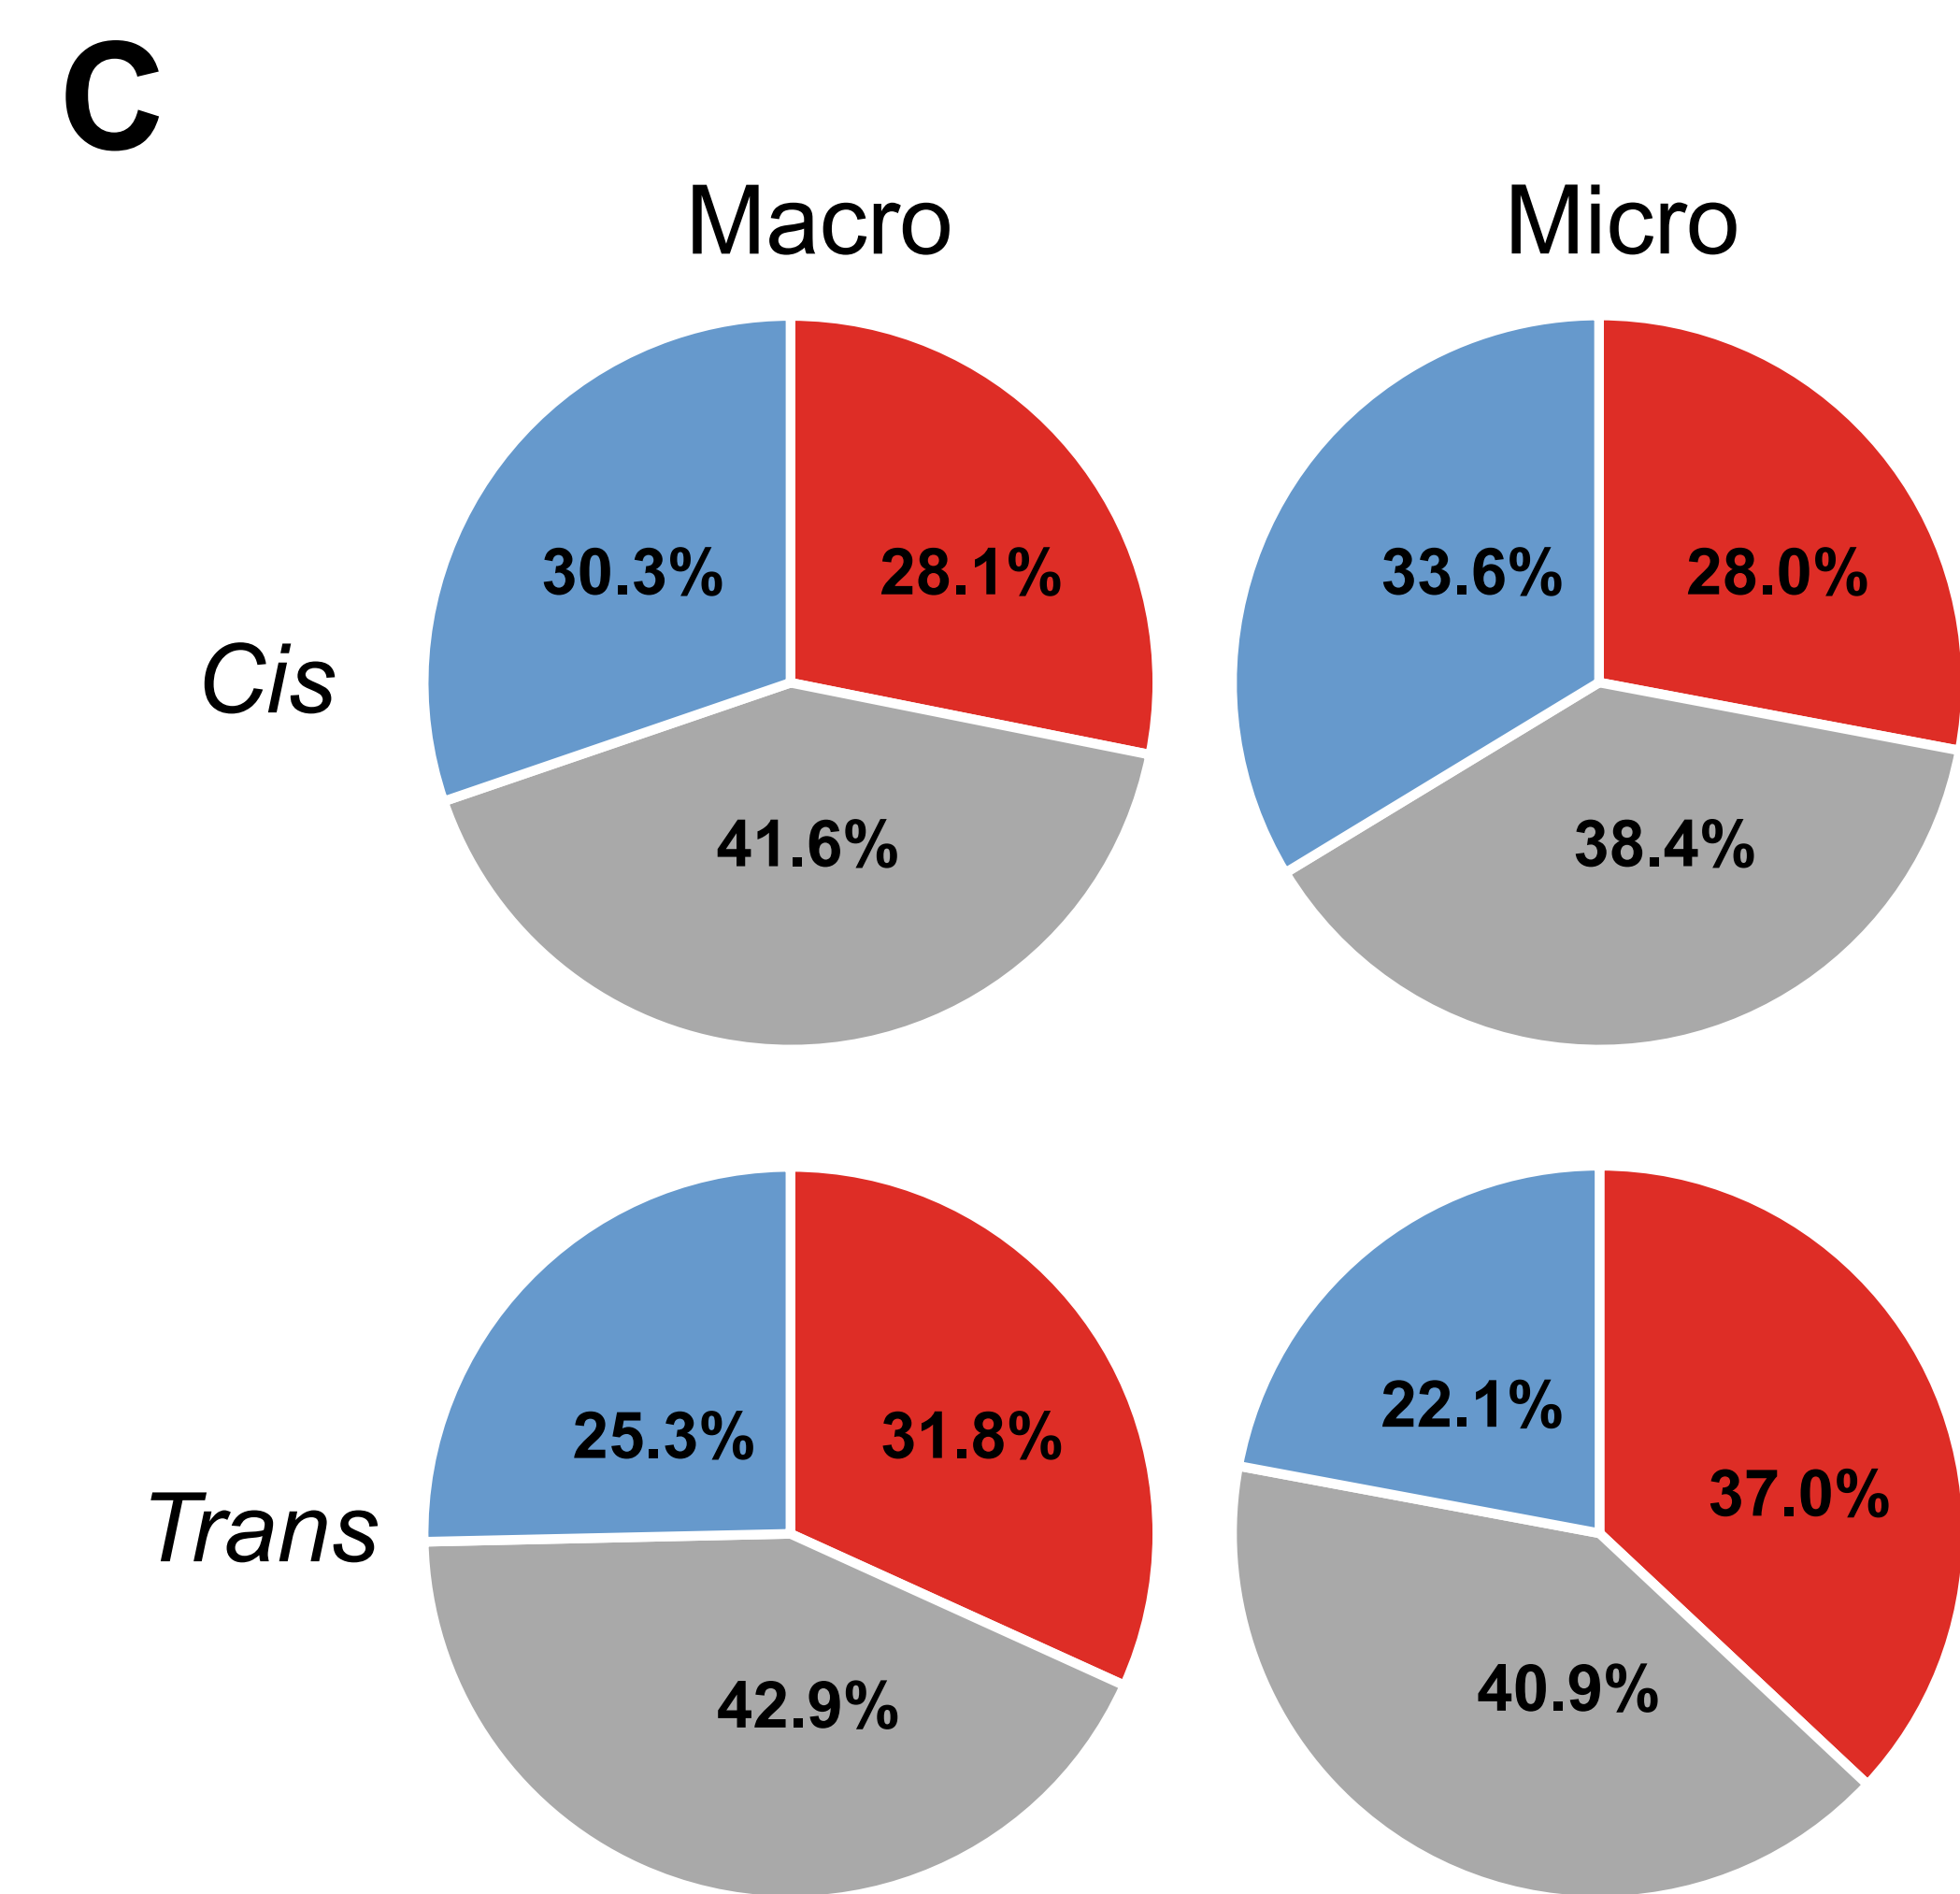 C
Macro
Micro
Cis
30.3%
28.1%
41.6%
33.6%
28.0%
38.4%
Trans
25.3%
31.8%
42.9%
22.1%
37.0%
40.9%